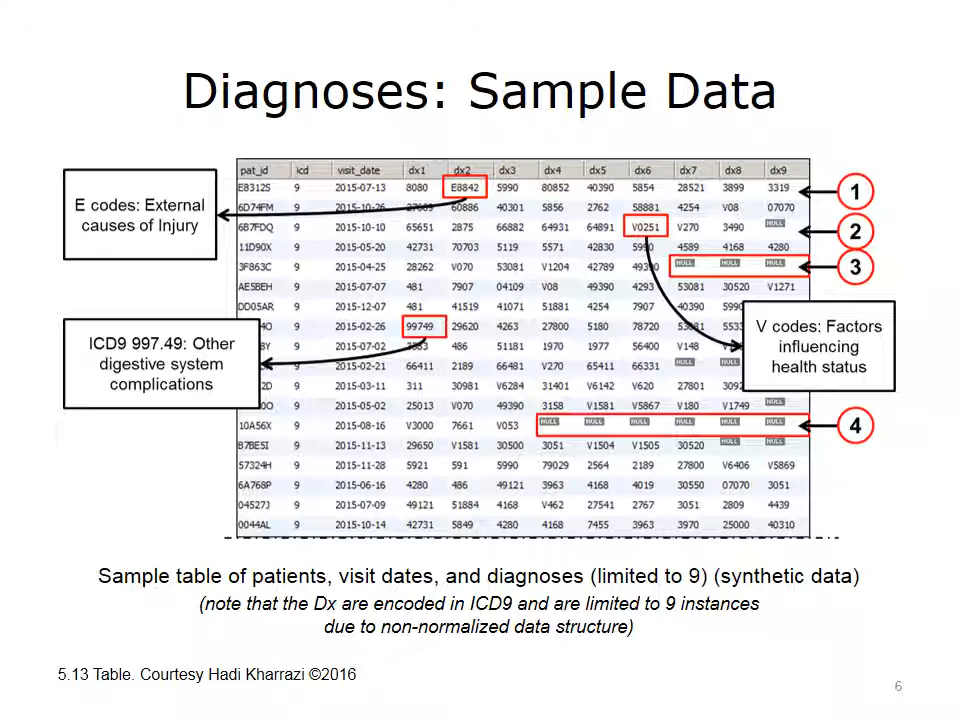 Diagnoses: Sample Data
pat_id icd visit_date dx1 dx2 dx3 dx4 dx5 dx6 dx7 dx8 dx9
E8312S 9 2015-07-13 8080 E8842 5990 80852 40390 5854 28521 3899 3319
6D74FM 9 2015-10-26 27669 60886 40301 5856 2762 58881 4254 V08 07070
6B7FDQ 9 2015-10-10 65651 2875 66882 64931 64891 V0251 V270 3490 NULL
11D90X 9 2015-05-20 42731 70703 5119 5571 42830 5990 4589 4168 4280
3F863C 9 2015-04-25 28262 V070 53081 V1204 42789 49390 NULL NULL NULL
AE5BEH 9 2015-07-07 481 7907 04109 V08 49390 4293 53081 30520 V1271
DD05AR 9 2015-12-07 481 41519 41071 51881 4254 7907 40390
9 2015-02-26 99749 29620 4263 27800 5180 78720
9 2015-07-02 486 51181 1970 1977 56400 V148
9 2015-02-21 66411 2189 66481 V270 65411 66331 NULL NULL
9 2015-03-11 311 30981 V6284 31401 V6142 V620 27801
9 2015-05-02 25013 V070 49390 3158 V1581 V5867 V180 V1749 NULL
10A56X 9 2015-08-16 V3000 7661 V053 NULL NULL NULL NULL NULL NULL
B7BE5I 9 2015-11-13 29650 V1581 30500 3051 V1504 V1505 30520 NULL NULL
57324H 9 2015-11-28 5921 591 5990 79029 2564 2189 27800 V6406 V5869
6A768P 9 2015-06-16 4280 486 49121 3963 4168 4019 30550 07070 3051
04527J 9 2015-07-09 49121 51884 4168 V462 27541 2767 3051 2809 4439
0044AL 9 2015-10-14 42731 5849 4280 4168 7455 3963 3970 25000 40310
E codes: External
causes of Injury
ICD9 997.49: Other
digestive system
complications
V codes: Factors
influencing
health status
1
2
3
4
Sample table of patients, visit dates, and diagnoses (limited to 9) (synthetic data)
(note that the Dx are encoded in ICD9 and are limited to 9 instances
due to non-normalized data structure)
5.13 Table. Courtesy Hadi Kharrazi ©2016
6